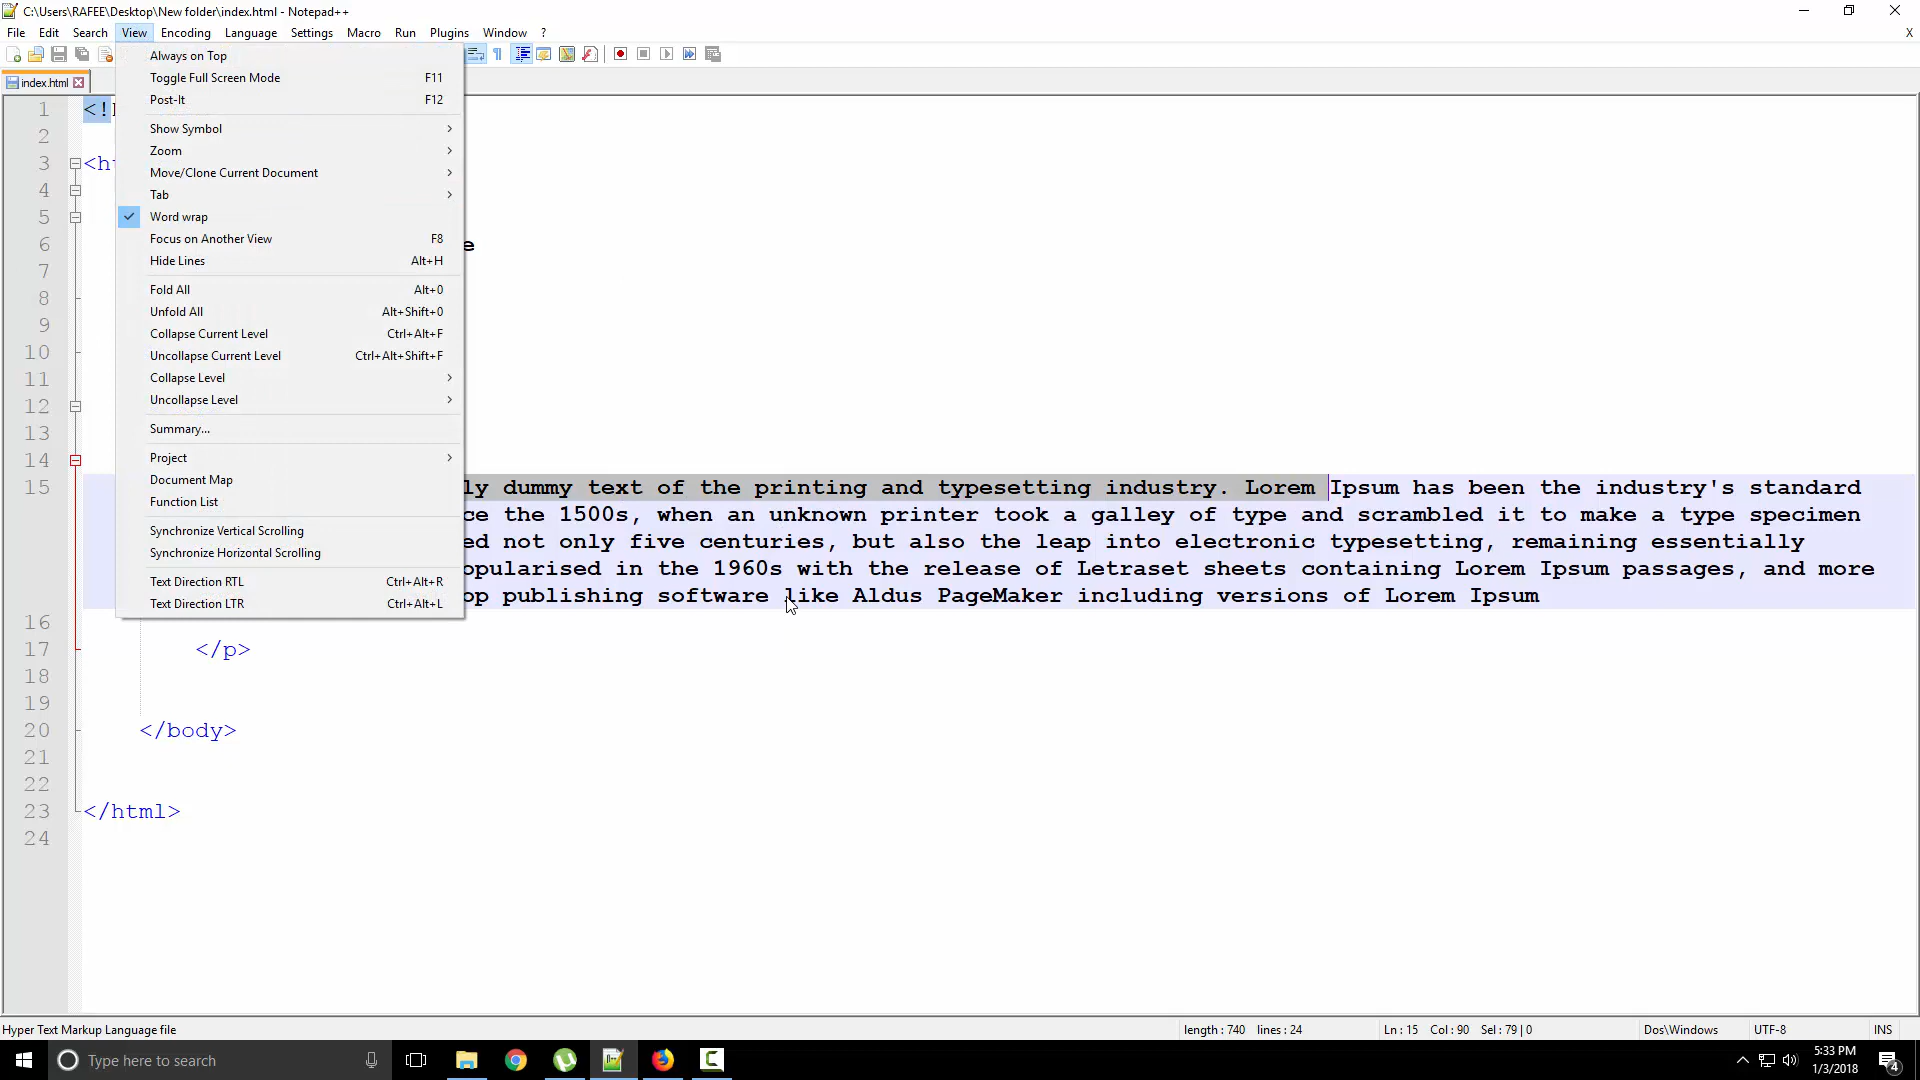 C:\Users\RAFEE\Desktop\New folder\index.html - Notepad++
File Edit Search View Encoding Language Settings Macro Run Plugins Window ? X
index.html
Always on Top
Toggle Full Screen Mode F11
Post-It F12
Show Symbol
Zoom
Move/Clone Current Document
Tab
Word wrap
Focus on Another View F8
Hide Lines Alt+H
Fold All Alt+0
Unfold All Alt+Shift+0
Collapse Current Level Ctrl+Alt+F
Uncollapse Current Level Ctrl+Alt+Shift+F
Collapse Level
Uncollapse Level
Summary...
Project
Document Map
Function List
Synchronize Vertical Scrolling
Synchronize Horizontal Scrolling
Text Direction RTL Ctrl+Alt+R
Text Direction LTR Ctrl+Alt+L
1 <!
2
3 <ht
4
5
6 e
7
8
9
10
11
12
13
14
15 ly dummy text of the printing and typesetting industry. Lorem Ipsum has been the industry's standard
ce the 1500s, when an unknown printer took a galley of type and scrambled it to make a type specimen
ed not only five centuries, but also the leap into electronic typesetting, remaining essentially
opularised in the 1960s with the release of Letraset sheets containing Lorem Ipsum passages, and more
op publishing software like Aldus PageMaker including versions of Lorem Ipsum
16
17 </p>
18
19
20 </body>
21
22
23 </html>
24
Hyper Text Markup Language file length : 740 lines : 24 Ln : 15 Col : 90 Sel : 79 | 0 Dos\Windows UTF-8 INS
Type here to search
5:33 PM
1/3/2018
4